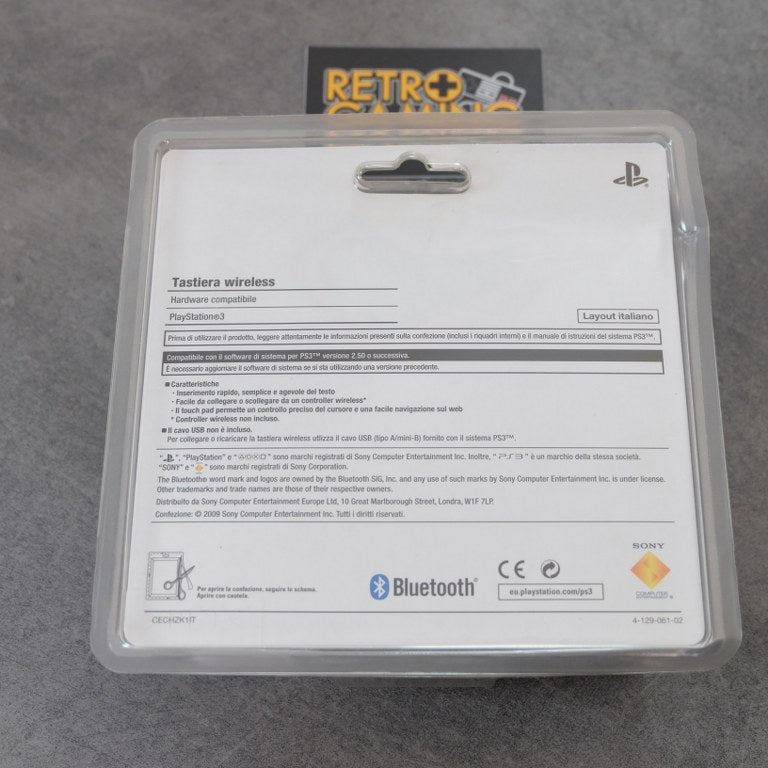 RETRO
GAMING
Tastiera wireless
Hardware compatibile
PlayStation®3
Layout italiano
Prima di utilizzare il prodotto, leggere attentamente le informazioni presenti sulla confezione (inclusi i riquadri interni) e il manuale di istruzioni del sistema PS3™.
Compatibile con il software di sistema per PS3™ versione 2.50 o successiva.
È necessario aggiornare il software di sistema se si sta utilizzando una versione precedente.
■ Caratteristiche
· Inserimento rapido, semplice e agevole del testo
· Facile da collegare o scollegare da un controller wireless*
· Il touch pad permette un controllo preciso del cursore e una facile navigazione sul web
* Controller wireless non incluso.
■ Il cavo USB non è incluso.
Per collegare o ricaricare la tastiera wireless utlizza il cavo USB (tipo A/mini-B) fornito con il sistema PS3™.
" ", "PlayStation" e "△○✕□" sono marchi registrati di Sony Computer Entertainment Inc. Inoltre, "PS3" è un marchio della stessa società.
"SONY" e " " sono marchi registrati di Sony Corporation.
The Bluetooth® word mark and logos are owned by the Bluetooth SIG, Inc. and any use of such marks by Sony Computer Entertainment Inc. is under license.
Other trademarks and trade names are those of their respective owners.
Distribuito da Sony Computer Entertainment Europe Ltd, 10 Great Martlborough Street, Londra, W1F 7LP.
Confezione: © 2009 Sony Computer Entertainment Inc. Tutti i diritti riservati.
Per aprire la confezione, seguire lo schema.
Aprire con cautela.
Bluetooth®
CE
eu.playstation.com/ps3
SONY
COMPUTER
ENTERTAINMENT ®
CECHZK1IT
4-129-061-02